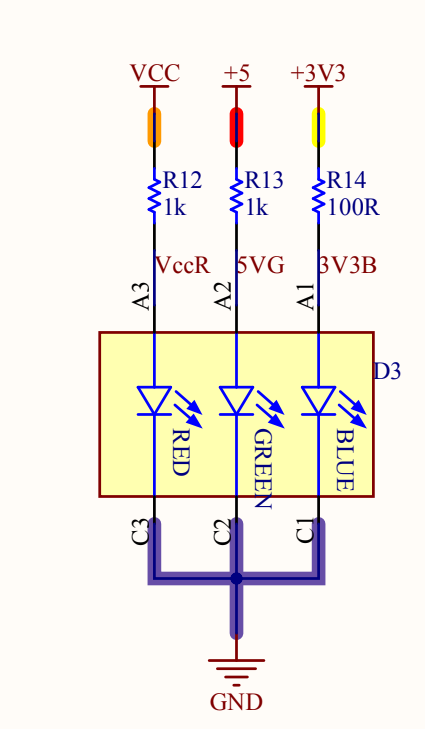 VCC +5 +3V3
R12 R13 R14
1k 1k 100R
VccR 5VG 3V3B
A3 A2 A1
D3
RED GREEN BLUE
C3 C2 C1
GND